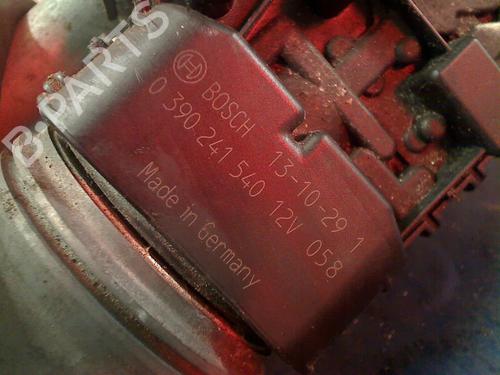 BOSCH 13-10-29 1
0 390 241 540 12V 058
Made in Germany
B-PARTS